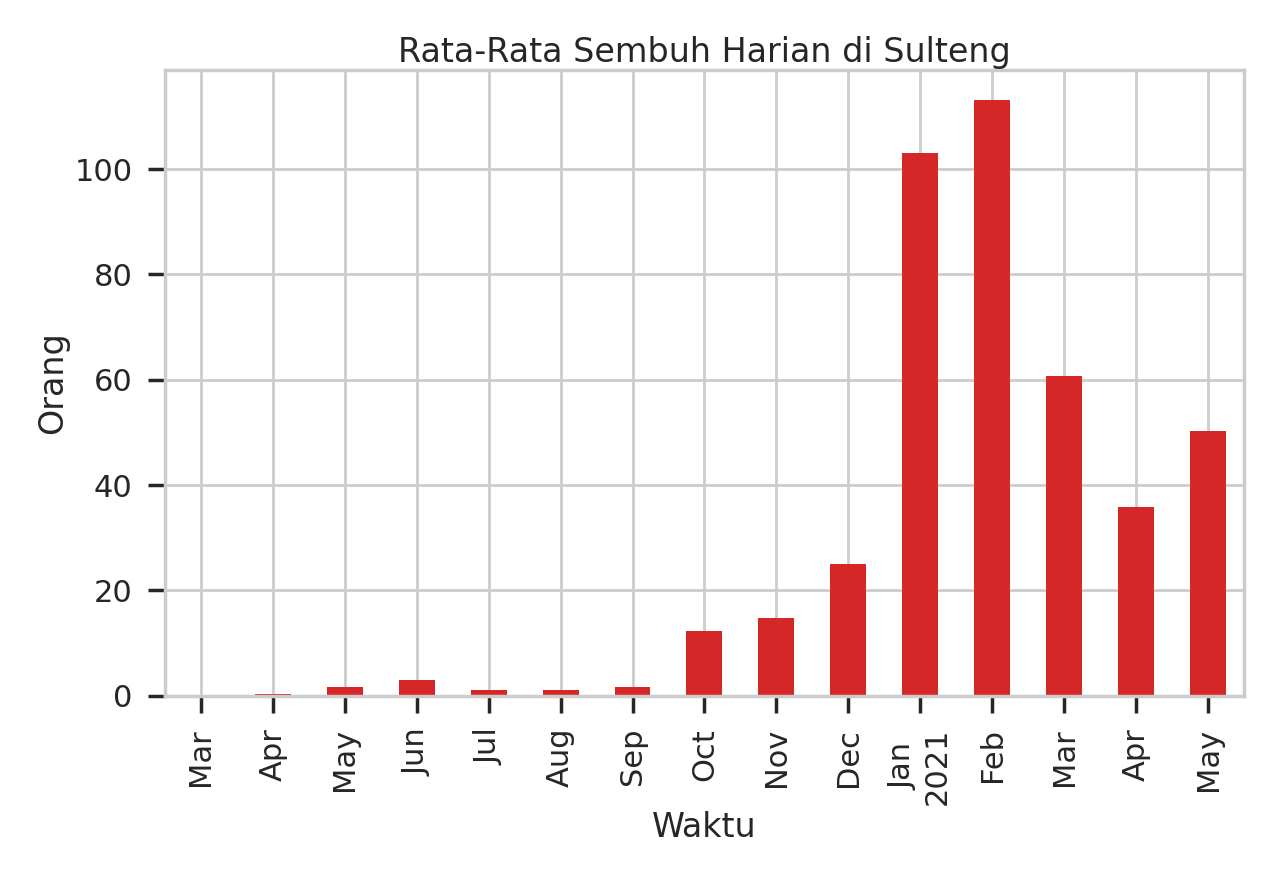 Rata-Rata Sembuh Harian di Sulteng
Orang
100
80
60
40
20
0
Mar
Apr
May
Jun
Jul
Aug
Sep
Oct
Nov
Dec
Jan
2021
Feb
Mar
Apr
May
Waktu